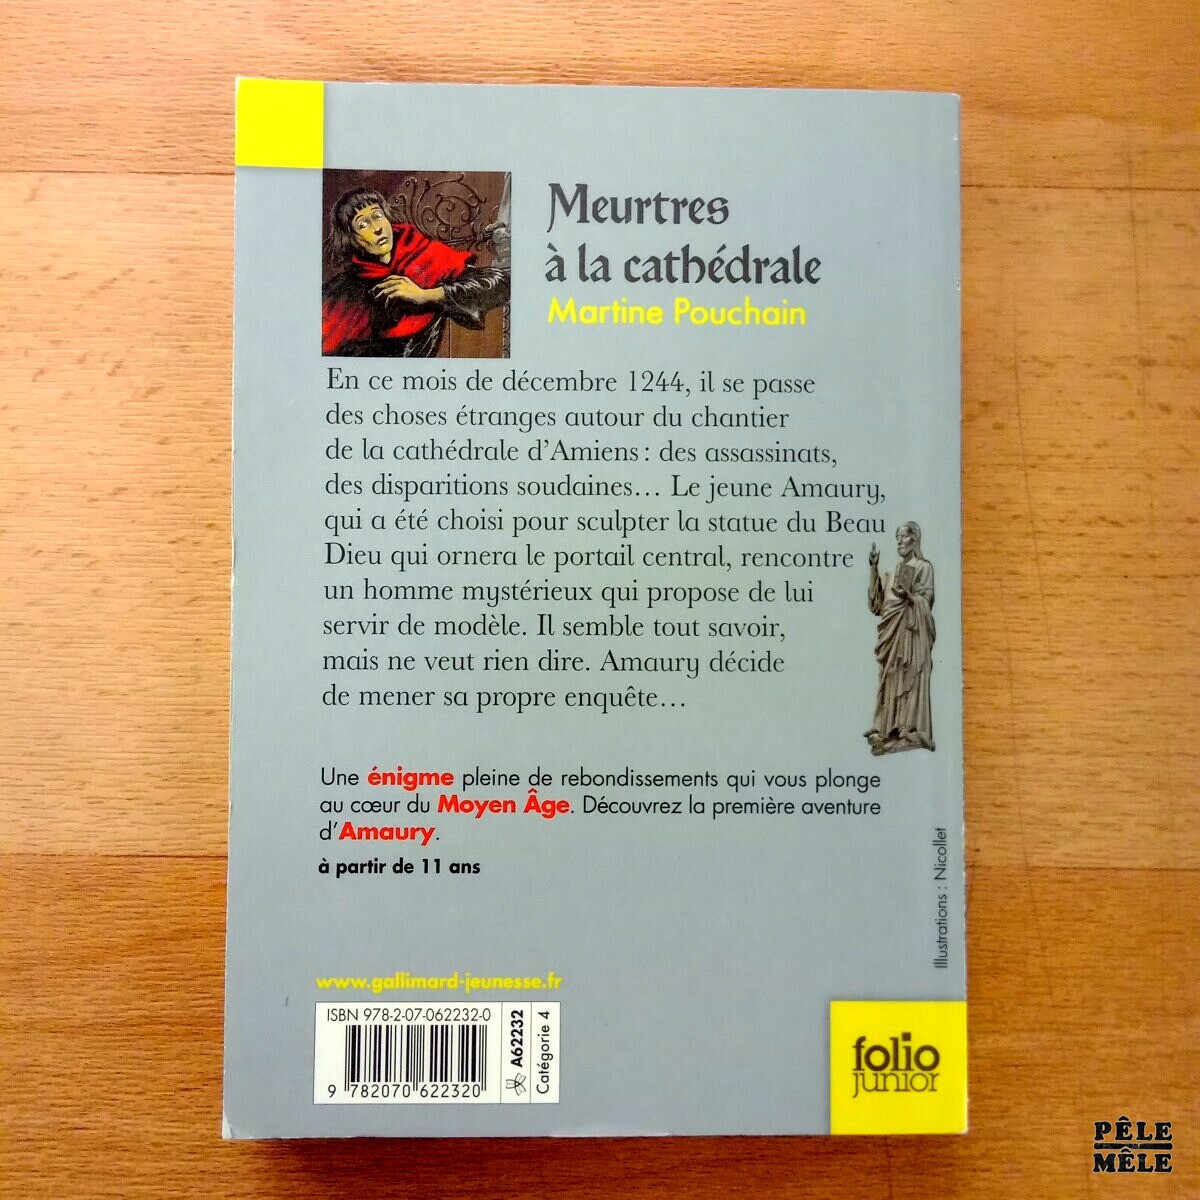 Meurtres
à la cathédrale
Martine Pouchain
En ce mois de décembre 1244, il se passe
des choses étranges autour du chantier
de la cathédrale d'Amiens : des assassinats,
des disparitions soudaines… Le jeune Amaury,
qui a été choisi pour sculpter la statue du Beau
Dieu qui ornera le portail central, rencontre
un homme mystérieux qui propose de lui
servir de modèle. Il semble tout savoir,
mais ne veut rien dire. Amaury décide
de mener sa propre enquête…
Une énigme pleine de rebondissements qui vous plonge
au cœur du Moyen Âge. Découvrez la première aventure
d'Amaury.
à partir de 11 ans
Illustrations : Nicollet
www.gallimard-jeunesse.fr
ISBN 978-2-07-062232-0
9 782070 622320
A62232
Catégorie 4
folio
junior
PÊLE
MÊLE